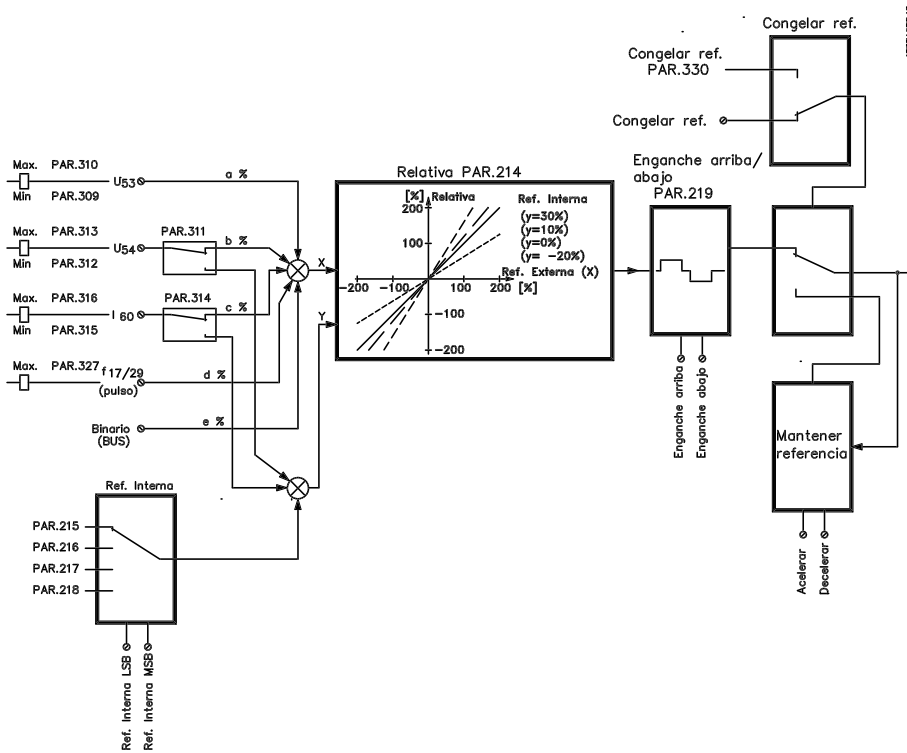 Congelar ref.
Congelar ref.
PAR.330
Congelar ref.
Enganche arriba/
abajo
PAR.219
Max. PAR.310
U53
Min PAR.309
a %
Max. PAR.313
U54
Min PAR.312
PAR.311
b %
Max. PAR.316
I 60
Min PAR.315
PAR.314
c %
Max. PAR.327
f17/29
(pulso)
d %
Binario
(BUS)
e %
X
Y
Relativa PAR.214
[%] Relativa
200
100
-200 -100 100 200
[%]
-100
-200
Ref. Interna
(y=30%)
(y=10%)
(y=0%)
(y= -20%)
Ref. Externa (X)
Enganche arriba
Enganche abajo
Mantener
referencia
Acelerar
Decelerar
Ref. Interna
PAR.215
PAR.216
PAR.217
PAR.218
Ref. Interna LSB
Ref. Interna MSB